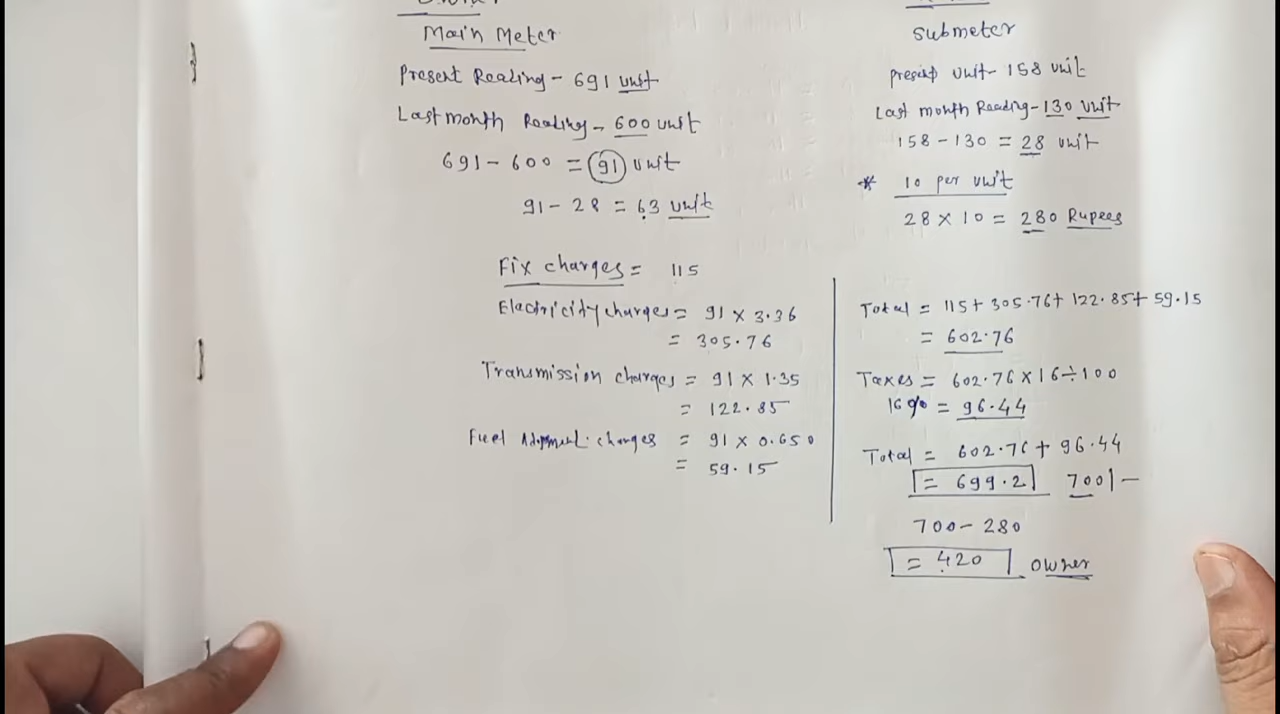 Main Meter
Present Reading - 691 unit
Last month Reading - 600 unit
691 - 600 = 91 unit
91 - 28 = 63 unit
submeter
present unit - 158 unit
Last month Reading - 130 unit
158 - 130 = 28 unit
* 10 per unit
28 × 10 = 280 Rupees
Fix charges = 115
Electricity charges = 91 × 3.36
= 305.76
Transmission charges = 91 × 1.35
= 122.85
Fuel charges = 91 × 0.650
= 59.15
Total = 115 + 305.76 + 122.85 + 59.15
= 602.76
Taxes = 602.76 × 16 ÷ 100
16% = 96.44
Total = 602.76 + 96.44
= 699.2 700/-
700 - 280
= 420 owner